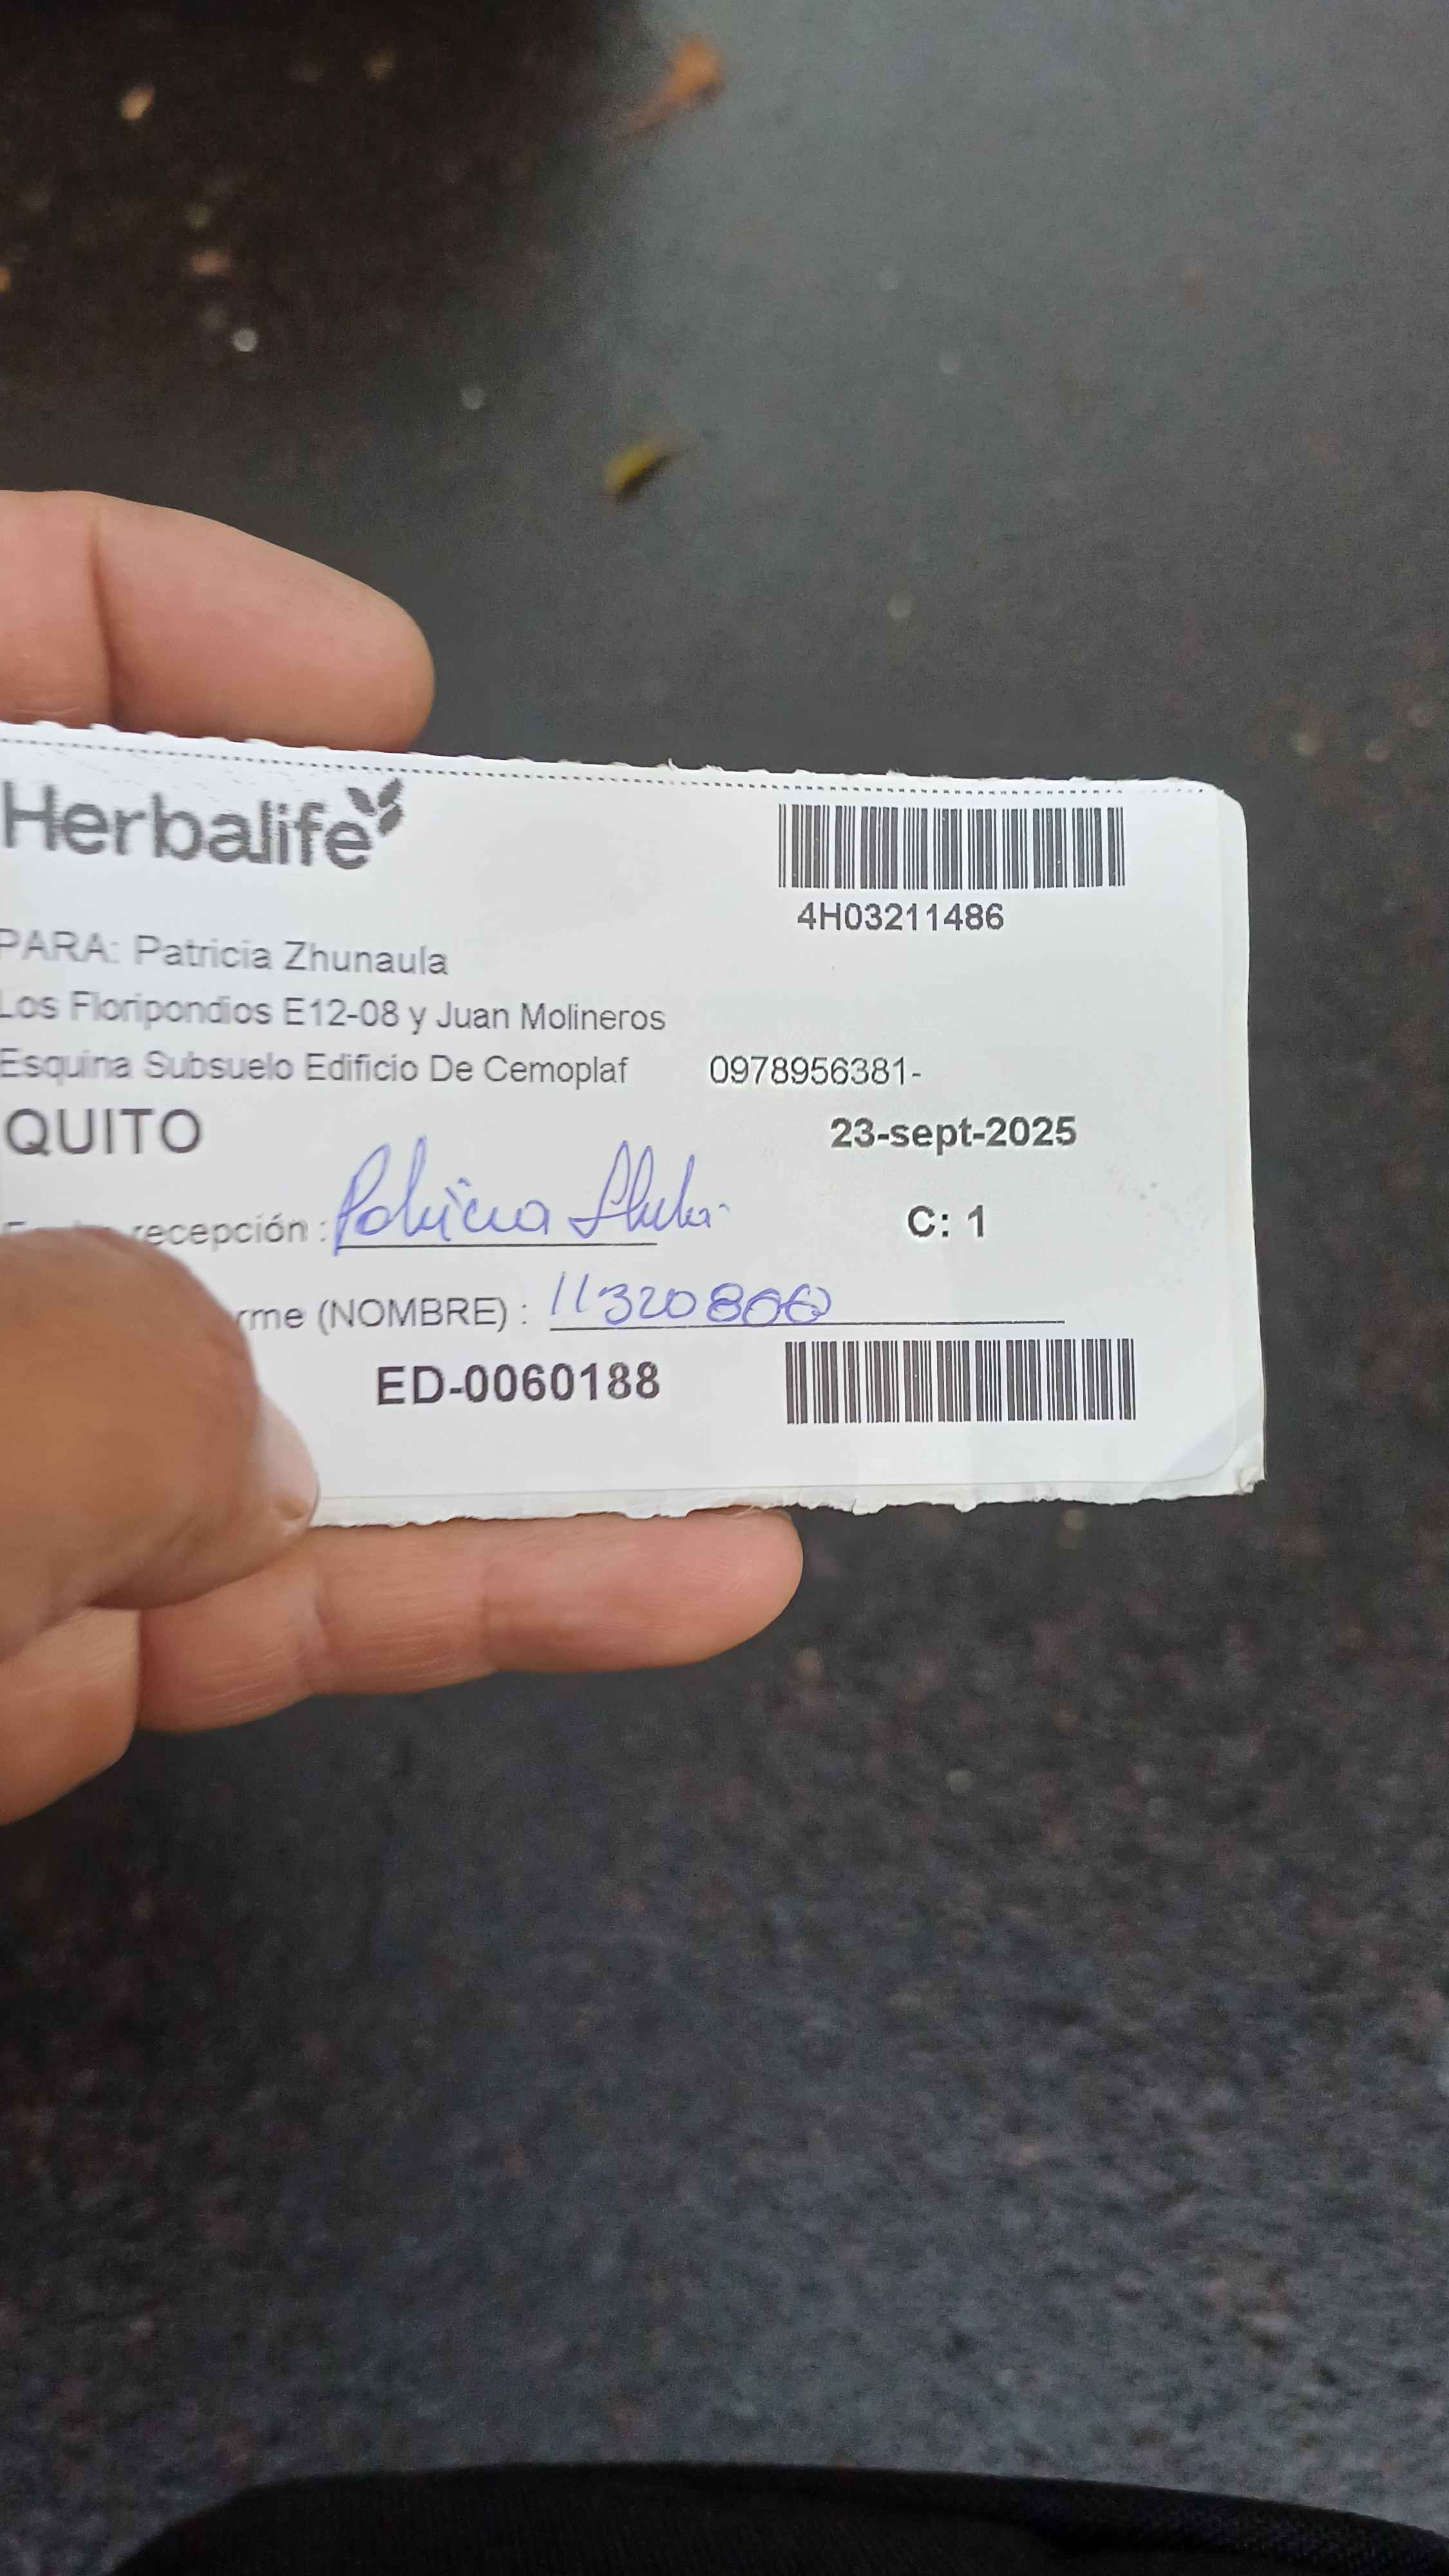 Herbalife
4H03211486
PARA: Patricia Zhunaula
Los Floripondios E12-08 y Juan Molineros
Esquina Subsuelo Edificio De Cemoplaf 0978956381-
QUITO 23-sept-2025
recepción : Patricia
C: 1
(NOMBRE) :
ED-0060188